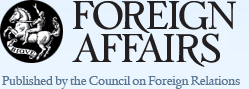 FOREIGN
AFFAIRS
Published by the Council on Foreign Relations